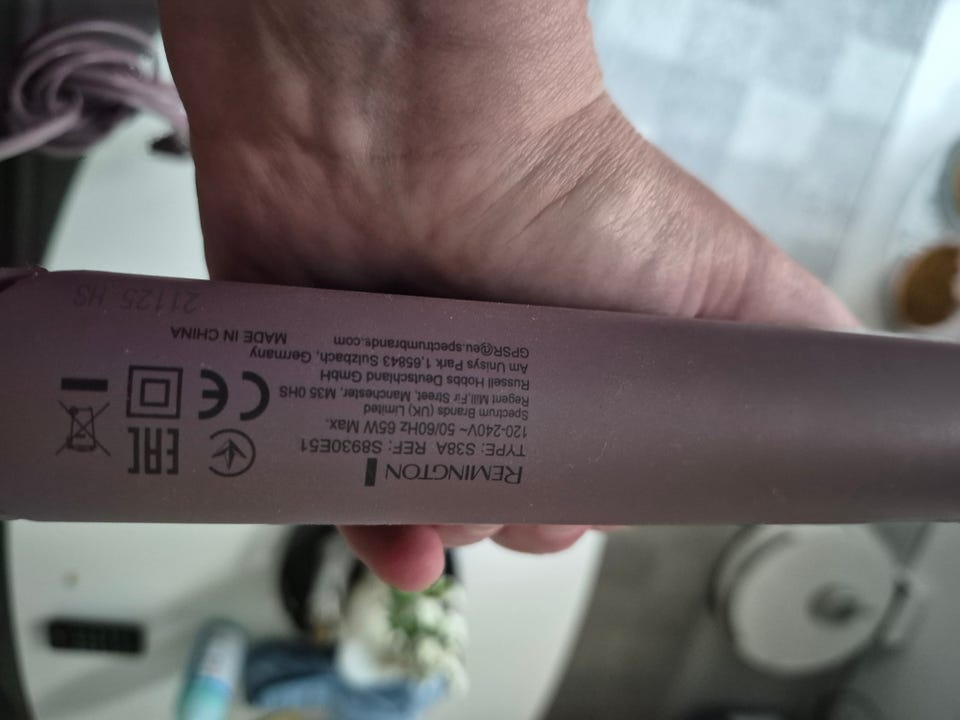 REMINGTON
TYPE: S38A REF: S8930E51
120-240V~ 50/60Hz 65W Max.
Spectrum Brands (UK) Limited
Regent Mill,Fir Street, Manchester, M35 0HS
Russell Hobbs Deutschland GmbH
Am Unisys Park 1,65843 Sulzbach, Germany
GPSR@eu.spectrumbrands.com
MADE IN CHINA
EAC
CE
21125 HS